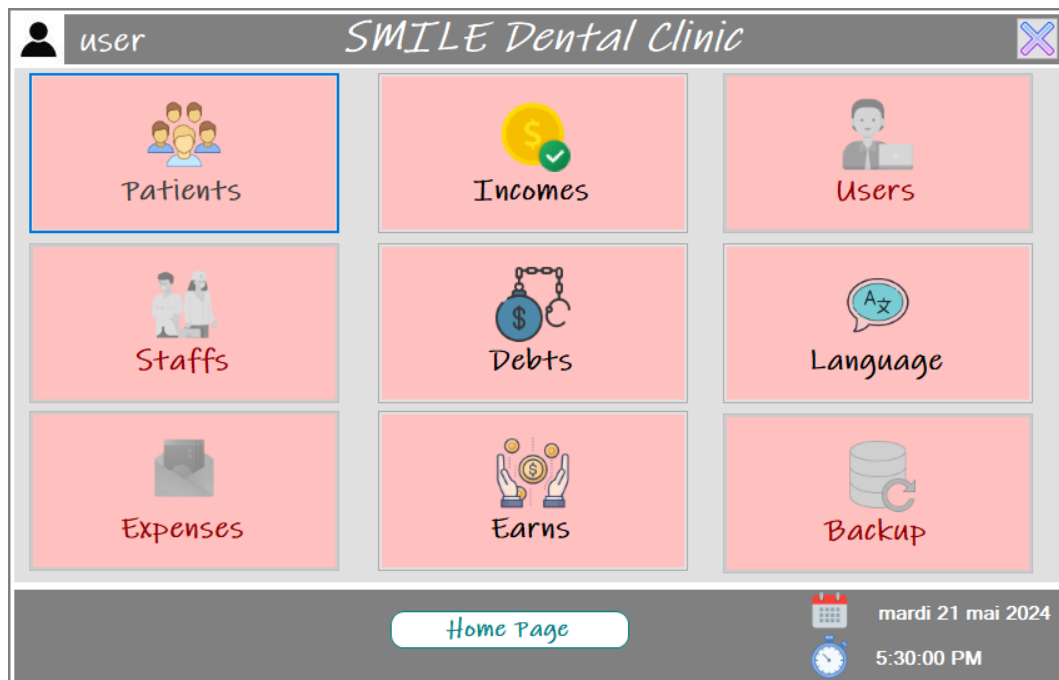 user
SMILE Dental Clinic
Patients
Incomes
Users
Staffs
Debts
Language
Expenses
Earns
Backup
Home Page
mardi 21 mai 2024
5:30:00 PM